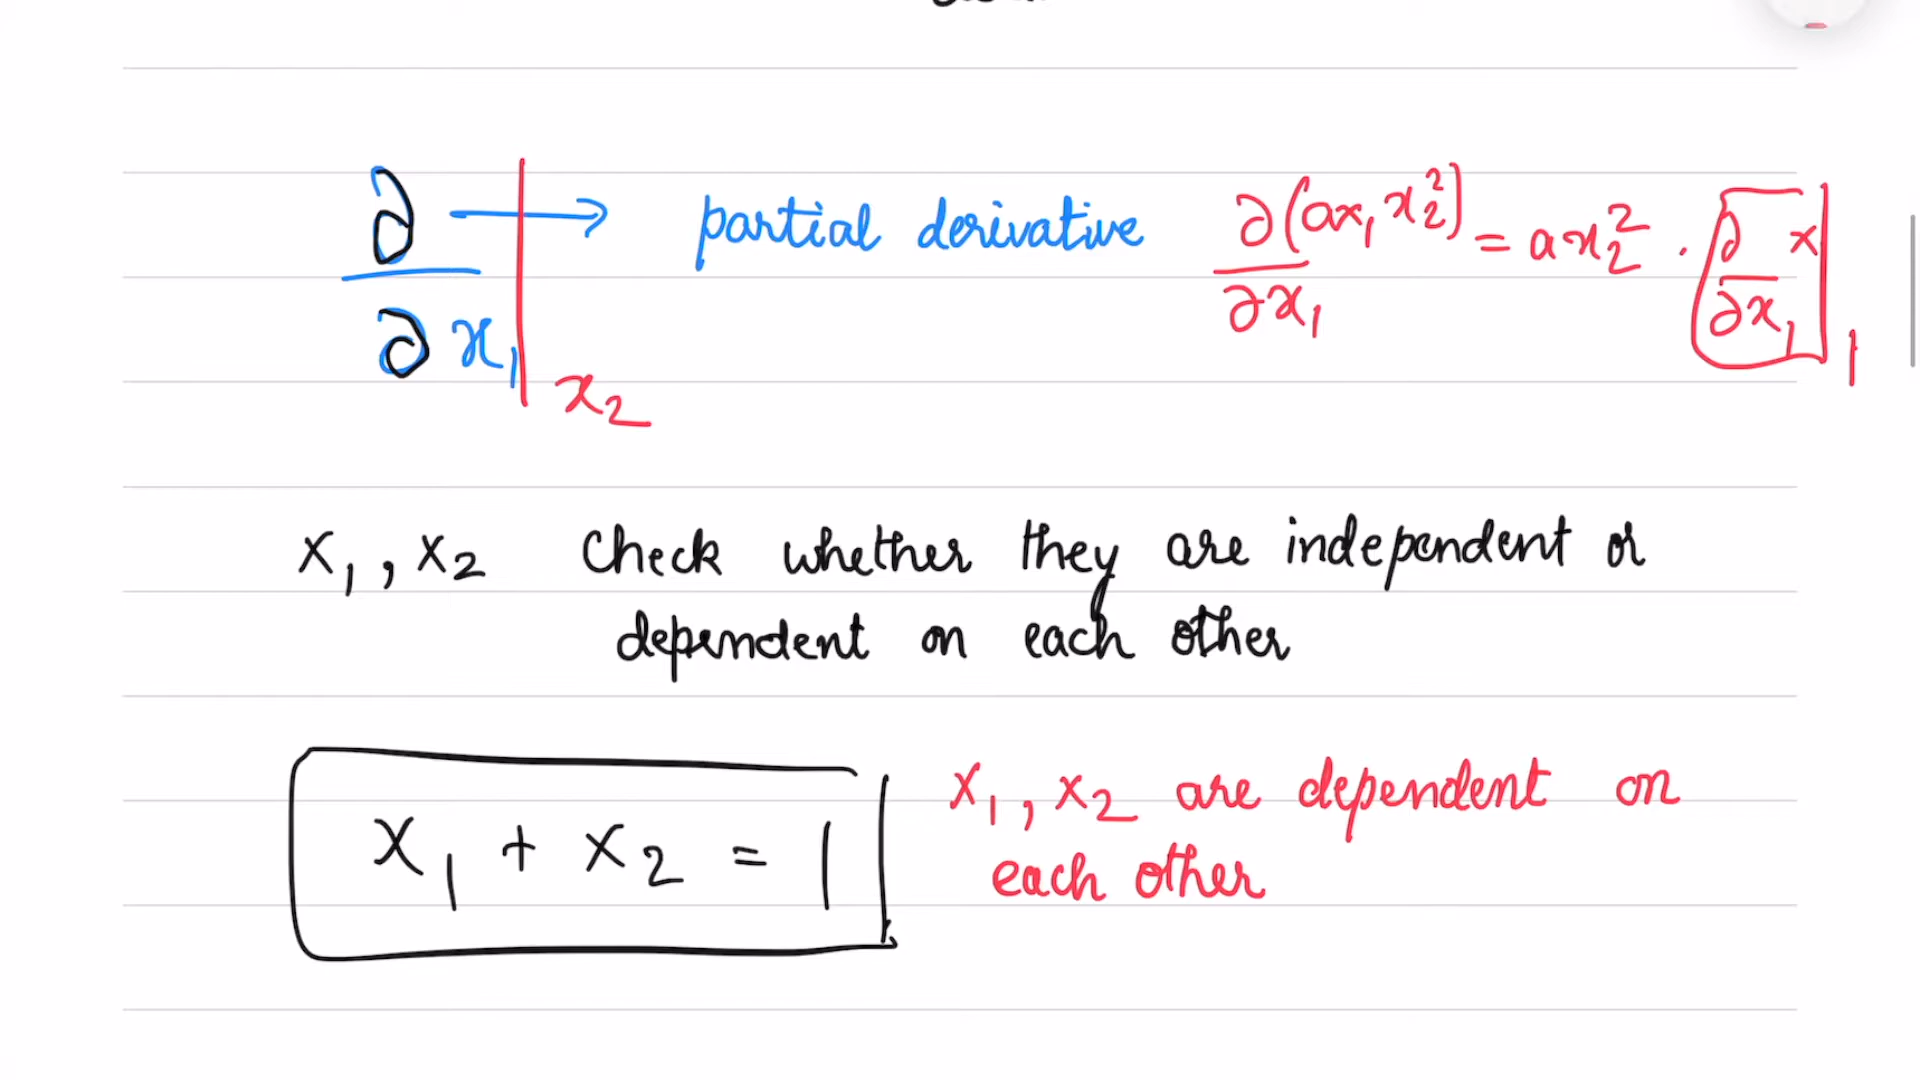 ∂/∂x₁ |x₂ → partial derivative ∂(ax₁x₂²)/∂x₁ = ax₂² · ∂x₁/∂x₁
x₁, x₂ Check whether they are independent or
dependent on each other
x₁ + x₂ = 1
x₁, x₂ are dependent on
each other